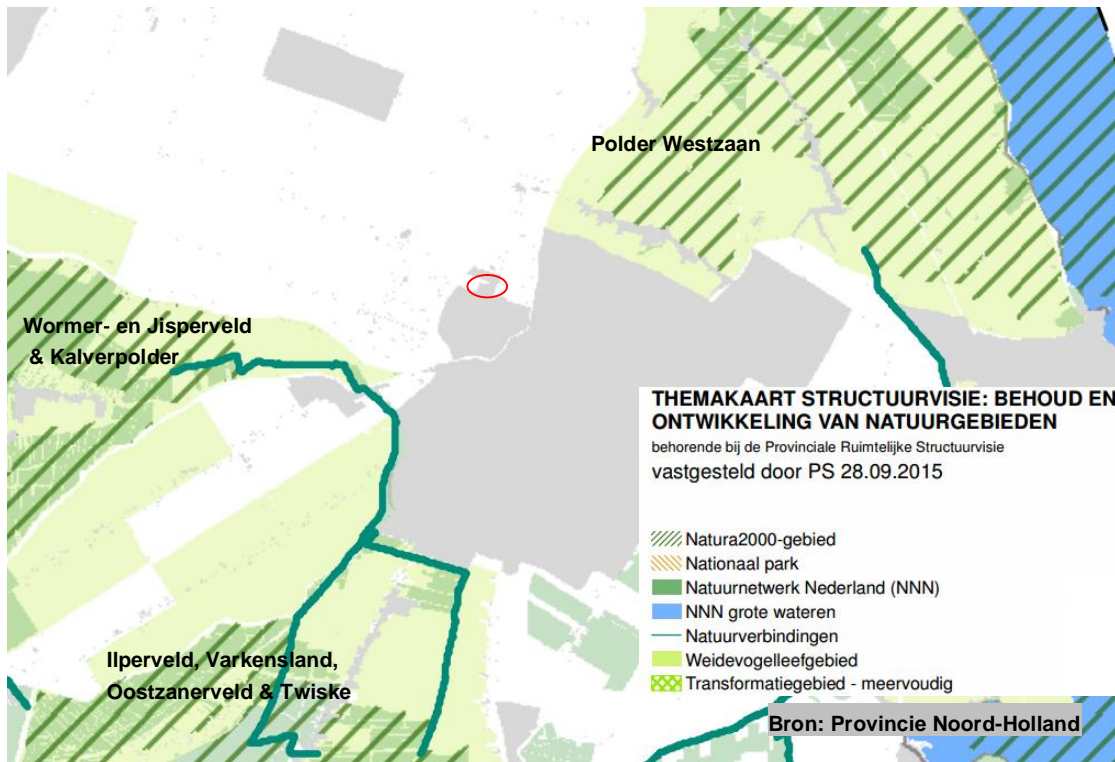 Polder Westzaan
Wormer- en Jisperveld
& Kalverpolder
THEMAKAART STRUCTUURVISIE: BEHOUD EN
ONTWIKKELING VAN NATUURGEBIEDEN
behorende bij de Provinciale Ruimtelijke Structuurvisie
vastgesteld door PS 28.09.2015
Natura2000-gebied
Nationaal park
Natuurnetwerk Nederland (NNN)
NNN grote wateren
Natuurverbindingen
Weidevogelleefgebied
Transformatiegebied - meervoudig
Ilperveld, Varkensland,
Oostzanerveld & Twiske
Bron: Provincie Noord-Holland